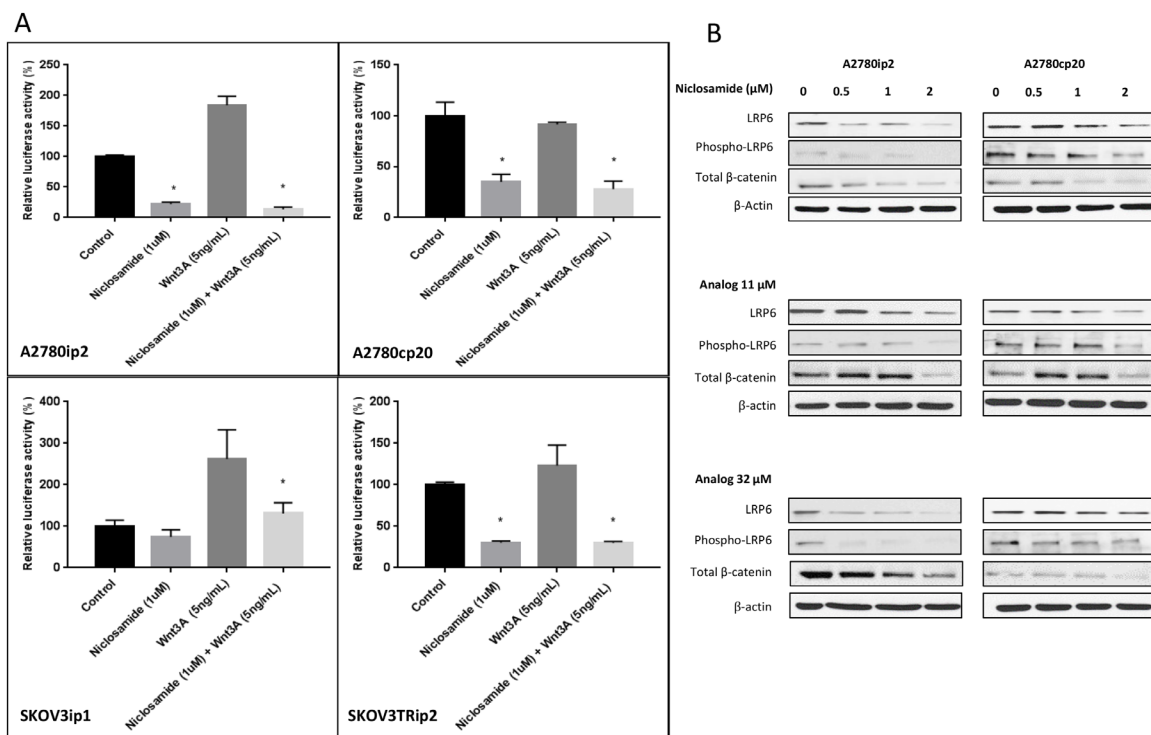 A
Relative luciferase activity (%)
250
200
150
100
50
0
*
*
Control
Niclosamide (1uM)
Wnt3A (5ng/mL)
Niclosamide (1uM) + Wnt3A (5ng/mL)
A2780ip2
Relative luciferase activity (%)
150
100
50
0
*
*
Control
Niclosamide (1uM)
Wnt3A (5ng/mL)
Niclosamide (1uM) + Wnt3A (5ng/mL)
A2780cp20
Relative luciferase activity (%)
400
300
200
100
0
*
Control
Niclosamide (1uM)
Wnt3A (5ng/mL)
Niclosamide (1uM) + Wnt3A (5ng/mL)
SKOV3ip1
Relative luciferase activity (%)
200
150
100
50
0
*
*
Control
Niclosamide (1uM)
Wnt3A (5ng/mL)
Niclosamide (1uM) + Wnt3A (5ng/mL)
SKOV3TRip2
B
A2780ip2 A2780cp20
Niclosamide (μM) 0 0.5 1 2 0 0.5 1 2
LRP6
Phospho-LRP6
Total β-catenin
β-Actin
Analog 11 μM
LRP6
Phospho-LRP6
Total β-catenin
β-actin
Analog 32 μM
LRP6
Phospho-LRP6
Total β-catenin
β-actin